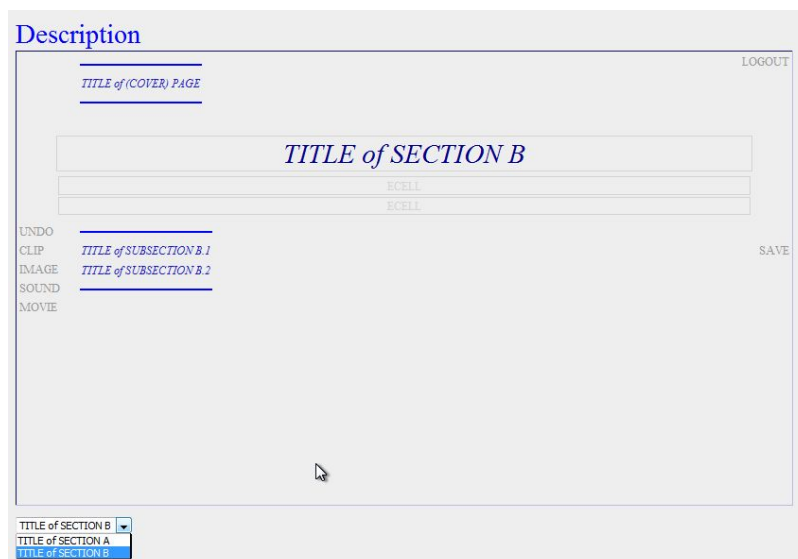 Description
LOGOUT
TITLE of (COVER) PAGE
TITLE of SECTION B
ECELL
ECELL
UNDO
CLIP
TITLE of SUBSECTION B.1
SAVE
IMAGE
TITLE of SUBSECTION B.2
SOUND
MOVIE
TITLE of SECTION B
TITLE of SECTION A
TITLE of SECTION B